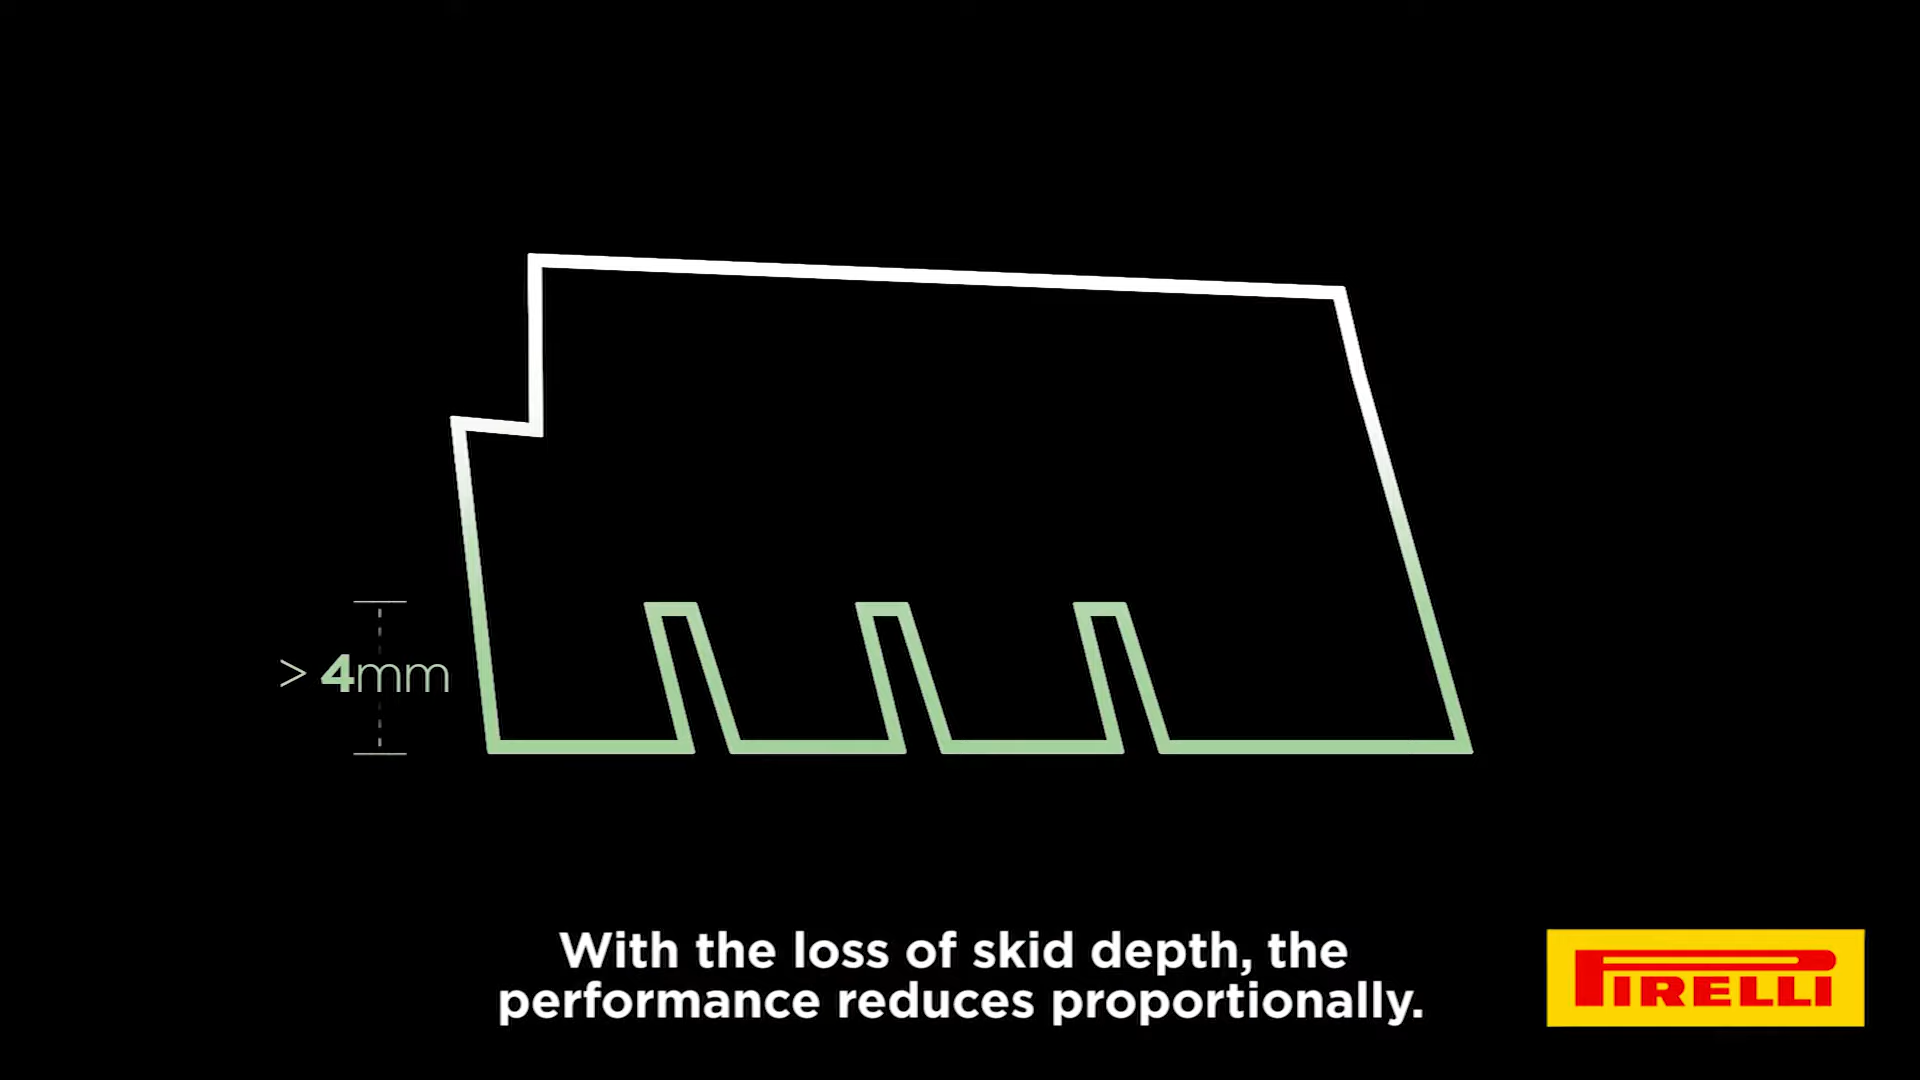 > 4mm
With the loss of skid depth, the
performance reduces proportionally.
PIRELLI